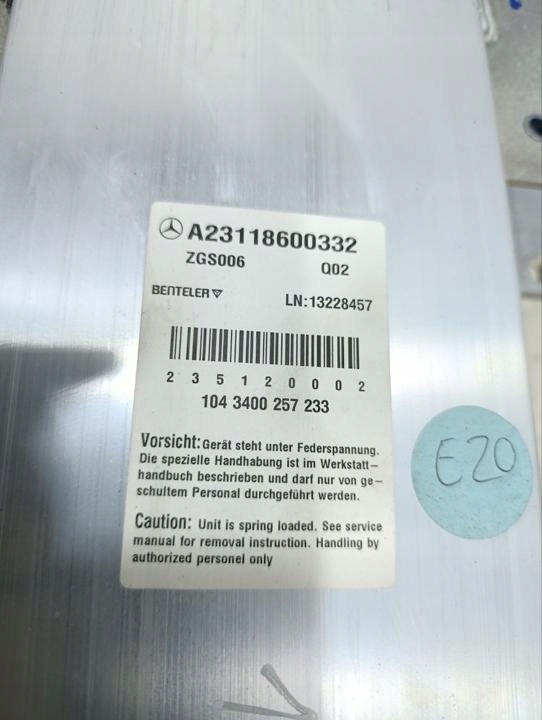 A23118600332
ZGS006 Q02
BENTELER LN:13228457
2 3 5 1 2 0 0 0 2
104 3400 257 233
Vorsicht: Gerät steht unter Federspannung.
Die spezielle Handhabung ist im Werkstatt-
handbuch beschrieben und darf nur von ge-
schultem Personal durchgeführt werden.
Caution: Unit is spring loaded. See service
manual for removal instruction. Handling by
authorized personel only
E20